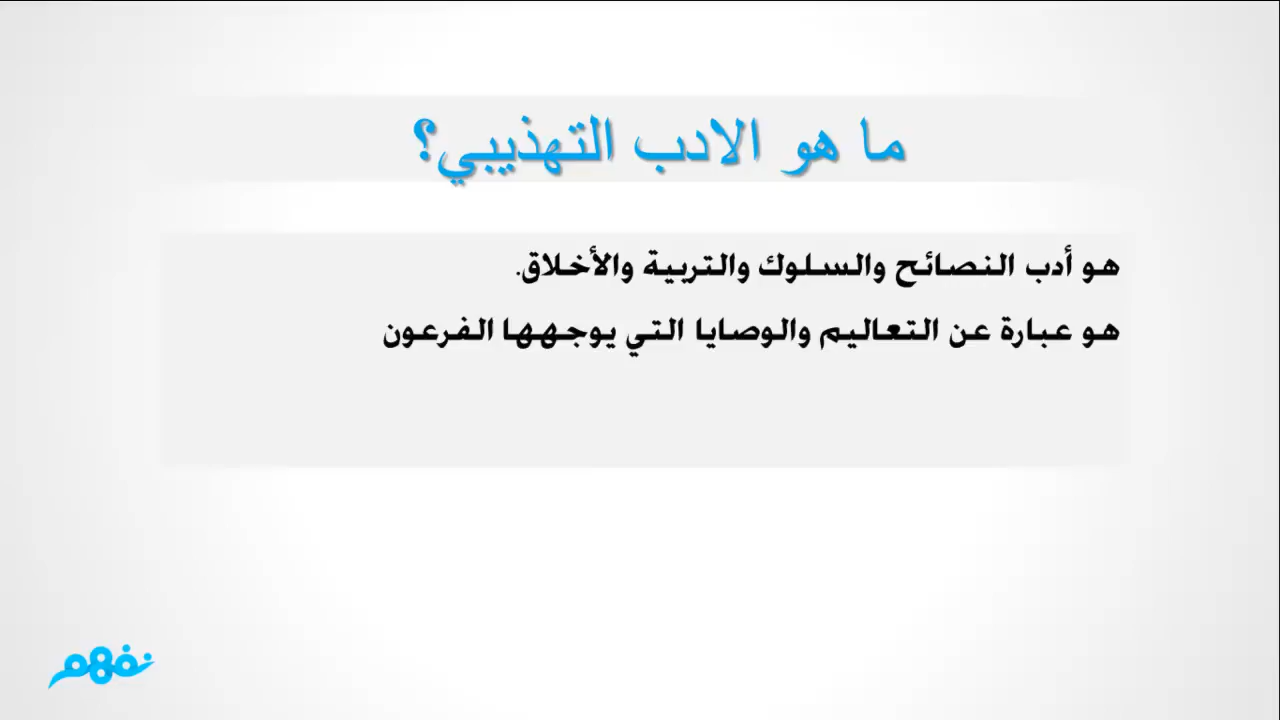 ما هو الادب التهذيبي؟
هو أدب النصائح والسلوك والتربية والأخلاق.
هو عبارة عن التعاليم والوصايا التي يوجهها الفرعون
نفهم